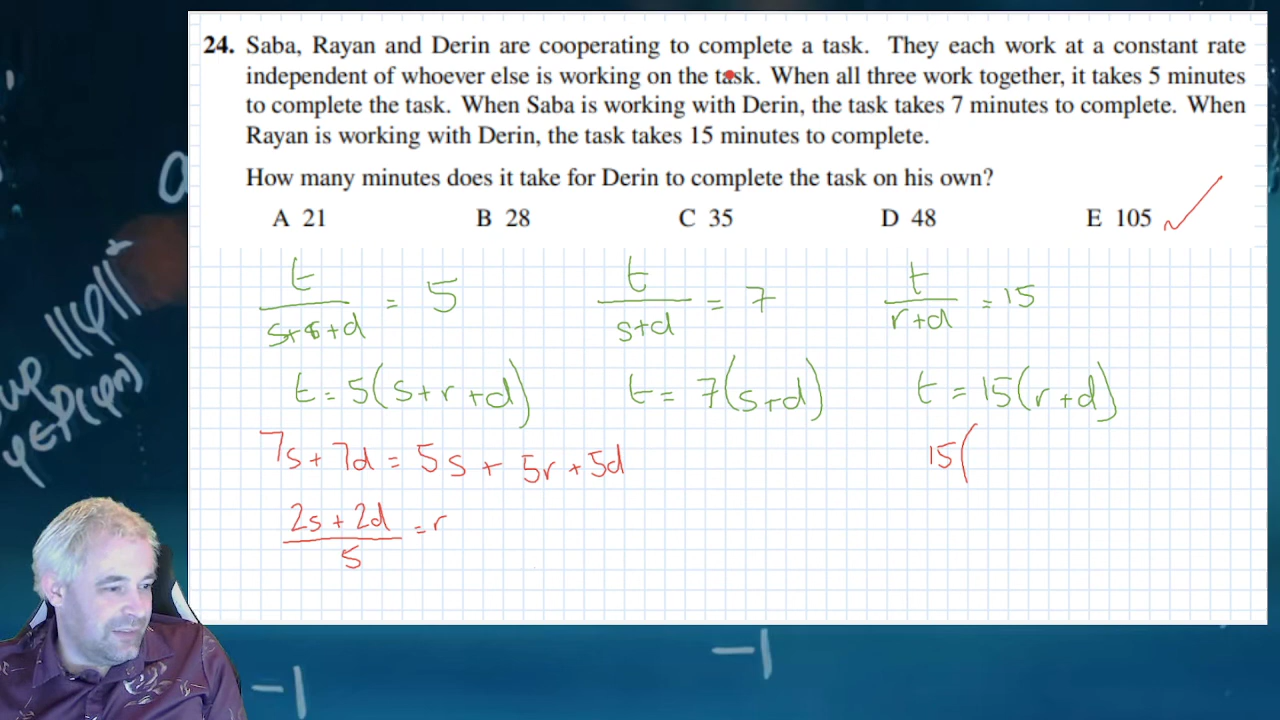 24. Saba, Rayan and Derin are cooperating to complete a task. They each work at a constant rate
independent of whoever else is working on the task. When all three work together, it takes 5 minutes
to complete the task. When Saba is working with Derin, the task takes 7 minutes to complete. When
Rayan is working with Derin, the task takes 15 minutes to complete.
How many minutes does it take for Derin to complete the task on his own?
A 21 B 28 C 35 D 48 E 105
t/(s+r+d) = 5 t/(s+d) = 7 t/(r+d) = 15
t = 5(s+r+d) t = 7(s+d) t = 15(r+d)
7s + 7d = 5s + 5r + 5d 15(
(2s + 2d)/5 = r
||φ||
y∈P(φn)
-1
-1